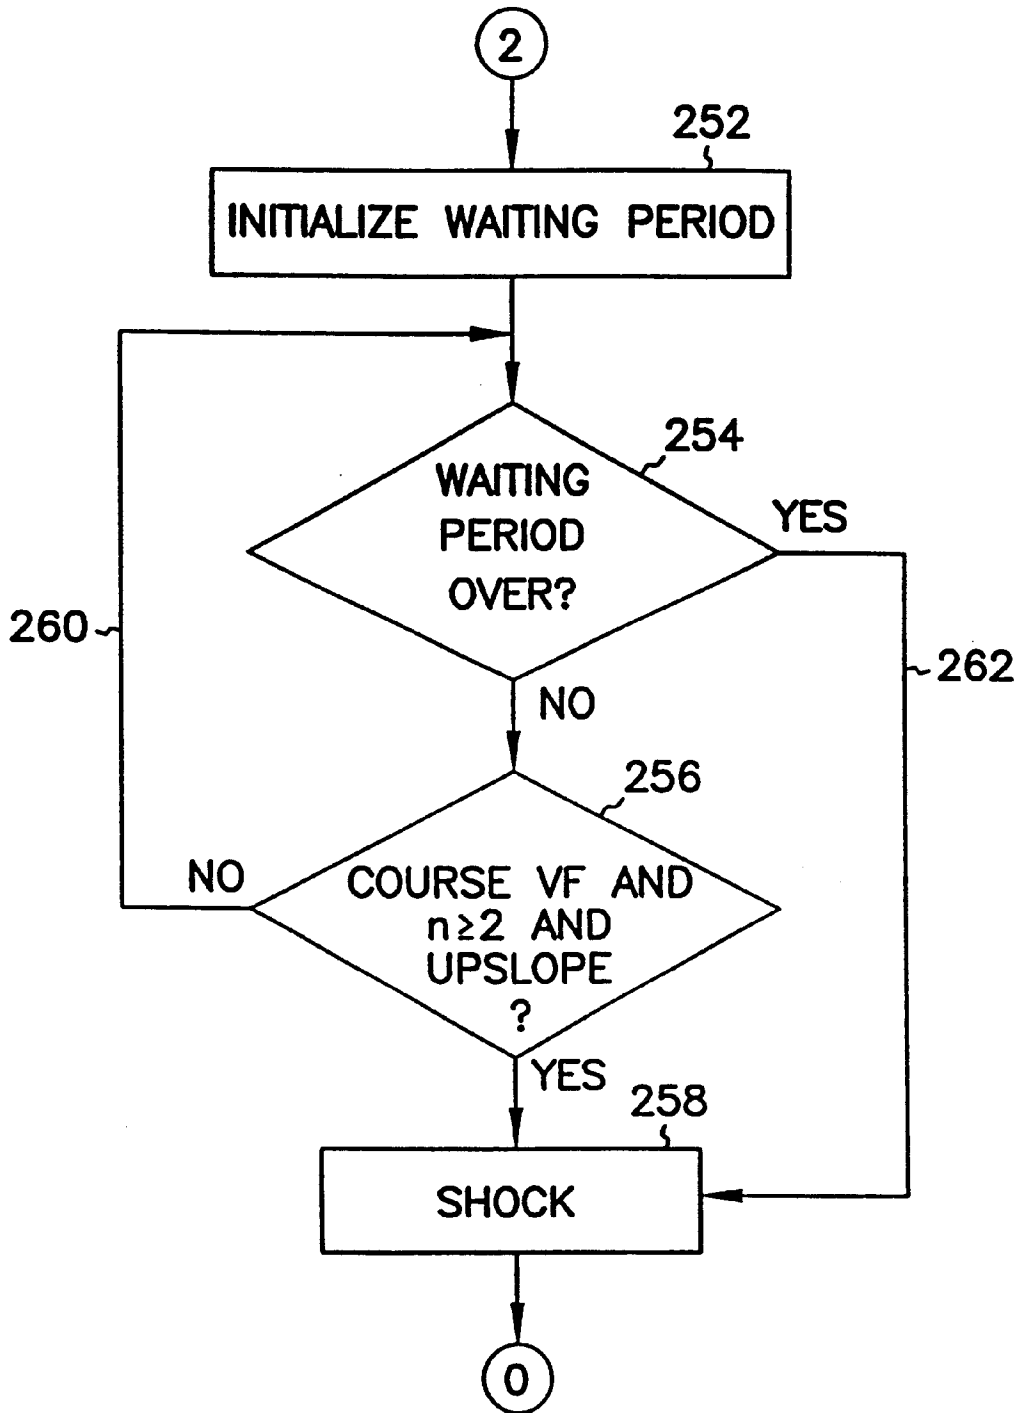 2
252
INITIALIZE WAITING PERIOD
254
WAITING
PERIOD
OVER?
YES
260
262
NO
256
NO
COURSE VF AND
n≥2 AND
UPSLOPE
?
YES
258
SHOCK
0